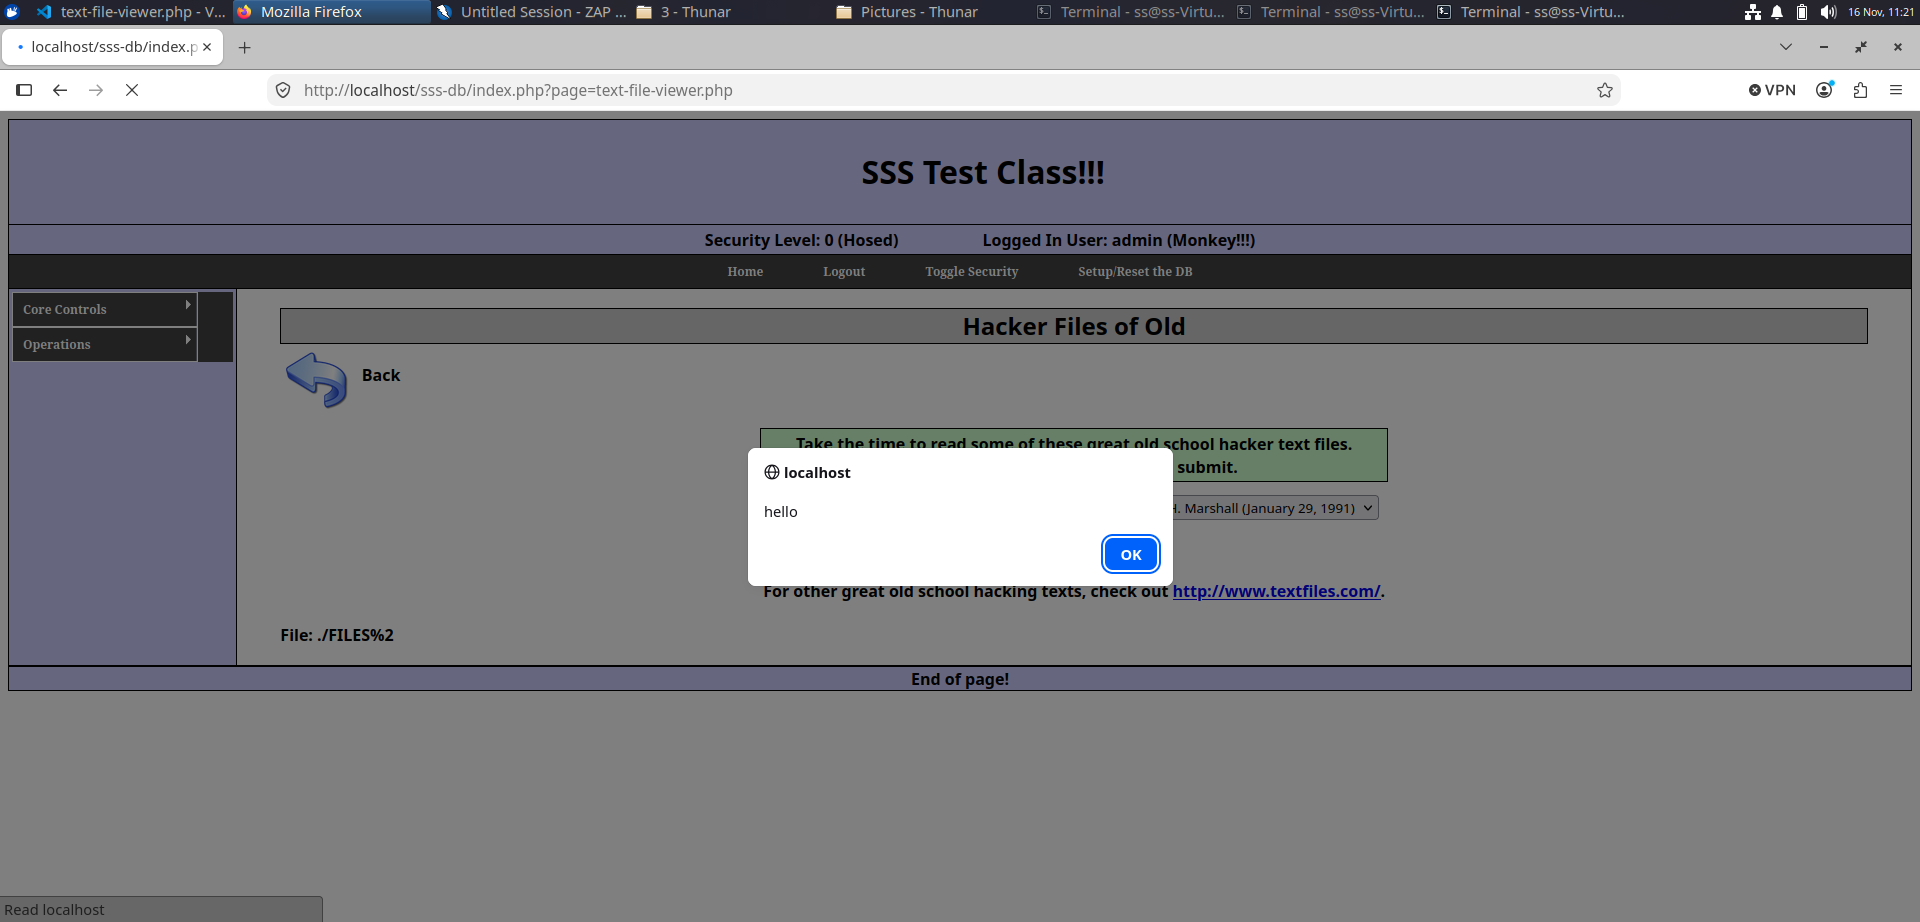 text-file-viewer.php - V...
Mozilla Firefox
Untitled Session - ZAP ...
3 - Thunar
Pictures - Thunar
Terminal - ss@ss-Virtu...
Terminal - ss@ss-Virtu...
Terminal - ss@ss-Virtu...
16 Nov, 11:21
localhost/sss-db/index.p
http://localhost/sss-db/index.php?page=text-file-viewer.php
VPN
SSS Test Class!!!
Security Level: 0 (Hosed)
Logged In User: admin (Monkey!!!)
Home
Logout
Toggle Security
Setup/Reset the DB
Core Controls
Operations
Hacker Files of Old
Back
Take the time to read some of these great old school hacker text files.
submit.
localhost
hello
OK
H. Marshall (January 29, 1991)
For other great old school hacking texts, check out http://www.textfiles.com/.
File: ./FILES%2
End of page!
Read localhost